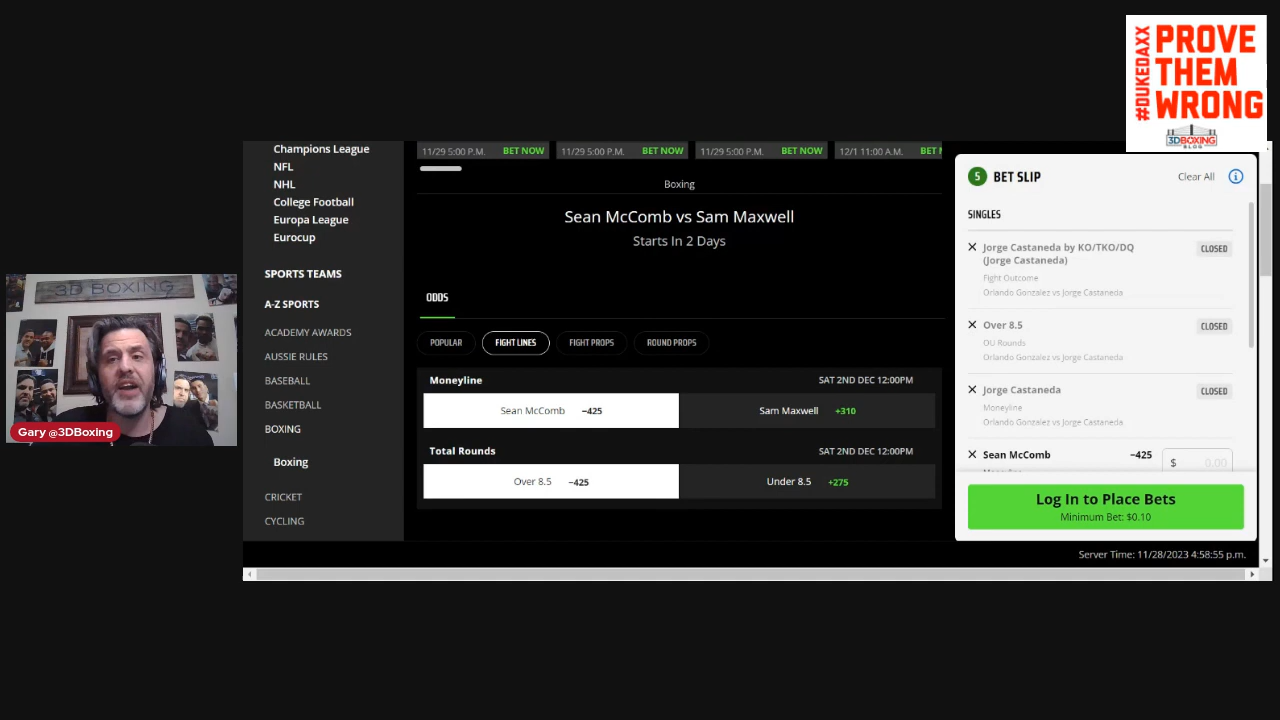 #DUKEDAXX
PROVE
THEM
WRONG
3DBOXING
BLOG
3D BOXING
Gary @3DBoxing
Champions League
NFL
NHL
College Football
Europa League
Eurocup
SPORTS TEAMS
A-Z SPORTS
ACADEMY AWARDS
AUSSIE RULES
BASEBALL
BASKETBALL
BOXING
Boxing
CRICKET
CYCLING
11/29 5:00 P.M. BET NOW 11/29 5:00 P.M. BET NOW 11/29 5:00 P.M. BET NOW 12/1 11:00 A.M. BET N
Boxing
Sean McComb vs Sam Maxwell
Starts In 2 Days
ODDS
POPULAR FIGHT LINES FIGHT PROPS ROUND PROPS
Moneyline SAT 2ND DEC 12:00PM
Sean McComb −425 Sam Maxwell +310
Total Rounds SAT 2ND DEC 12:00PM
Over 8.5 −425 Under 8.5 +275
5 BET SLIP Clear All
SINGLES
Jorge Castaneda by KO/TKO/DQ CLOSED
(Jorge Castaneda)
Fight Outcome
Orlando Gonzalez vs Jorge Castaneda
Over 8.5 CLOSED
OU Rounds
Orlando Gonzalez vs Jorge Castaneda
Jorge Castaneda CLOSED
Moneyline
Orlando Gonzalez vs Jorge Castaneda
Sean McComb −425 $ 0.00
Log In to Place Bets
Minimum Bet: $0.10
Server Time: 11/28/2023 4:58:55 p.m.